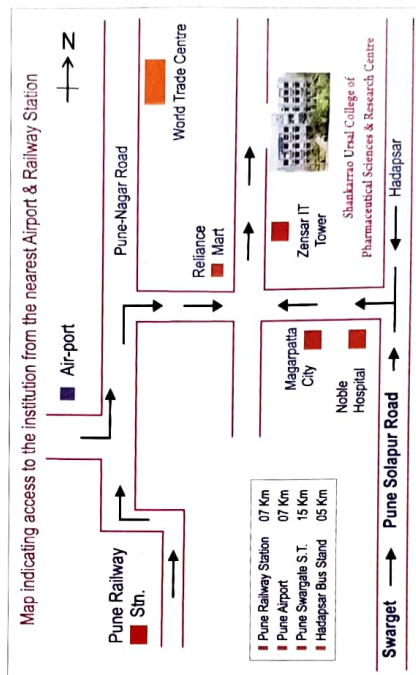 Map indicating access to the institution from the nearest Airport & Railway Station
N
Air-port
Pune-Nagar Road
World Trade Centre
Pune Railway
Stn.
Reliance
Mart
Zensar IT
Tower
Shankarrao Ursal College of
Pharmaceutical Sciences & Research Centre
Magarpatta
City
Noble
Hospital
Pune Railway Station 07 Km
Pune Airport 07 Km
Pune Swargate S.T. 15 Km
Hadapsar Bus Stand 05 Km
Swarget
Pune Solapur Road
Hadapsar